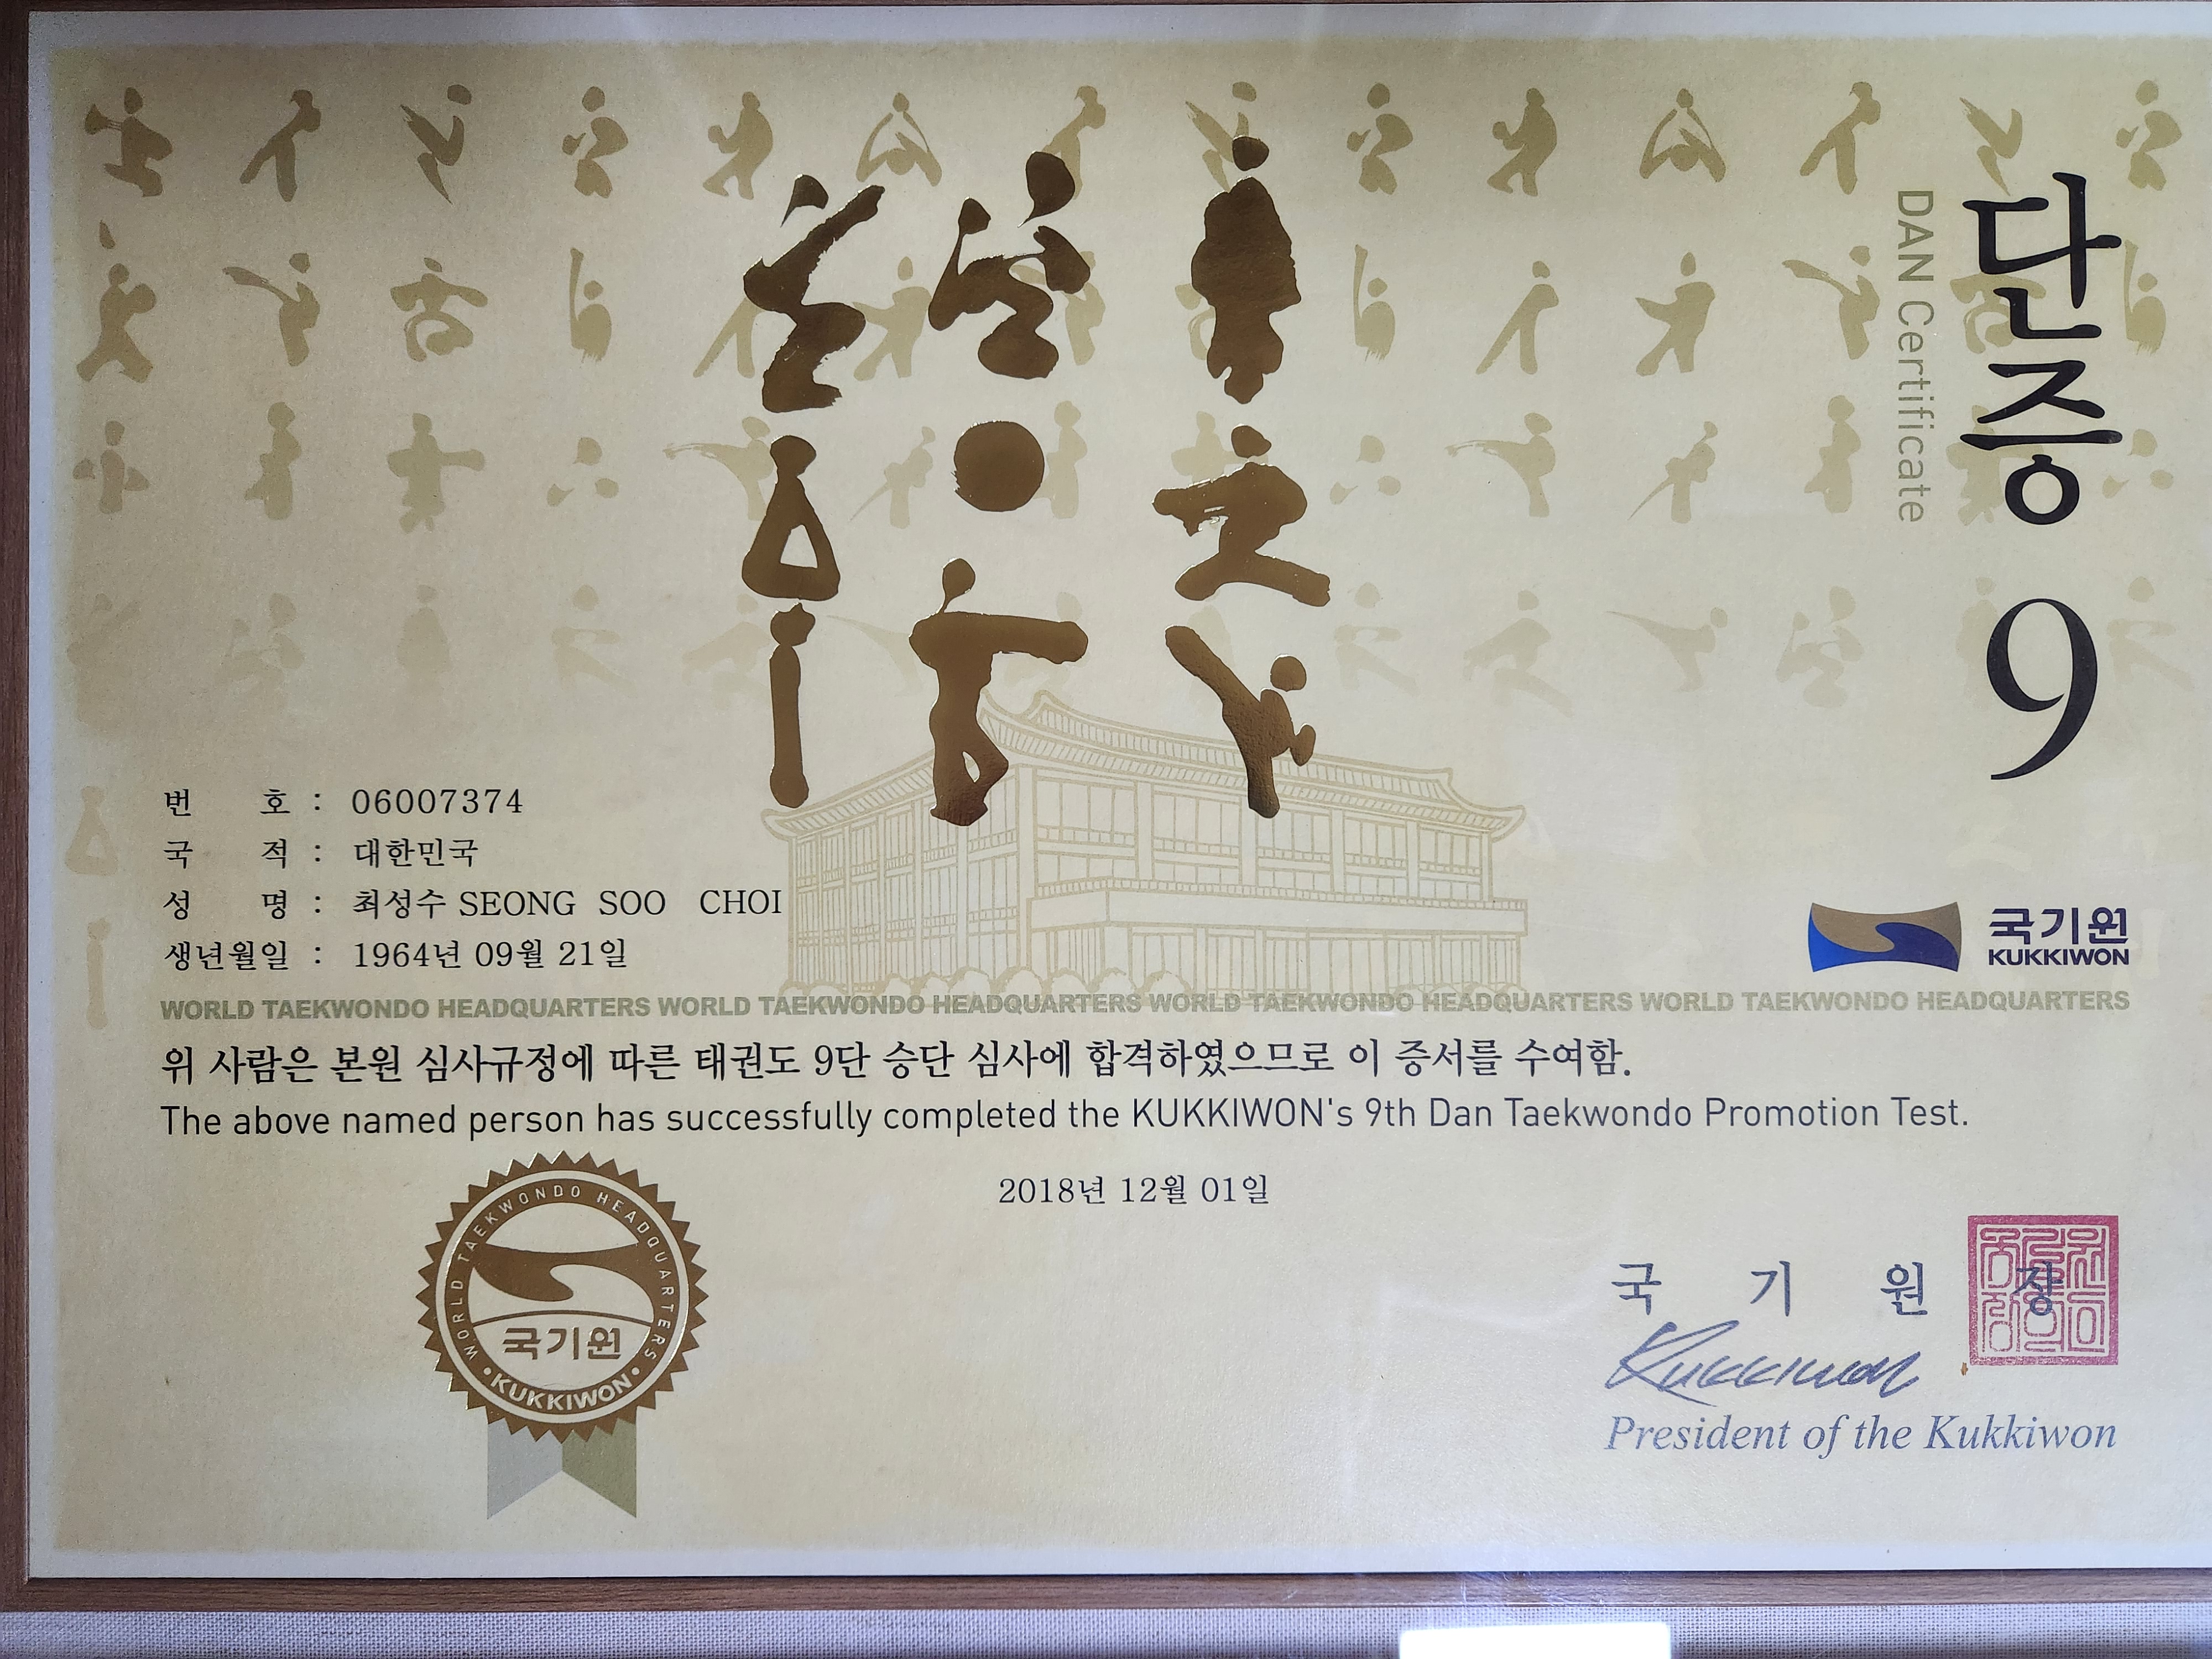 단증 9
DAN Certificate
번 호 : 06007374
국 적 : 대한민국
성 명 : 최성수 SEONG SOO CHOI
생년월일 : 1964년 09월 21일
국기원
KUKKIWON
WORLD TAEKWONDO HEADQUARTERS WORLD TAEKWONDO HEADQUARTERS WORLD TAEKWONDO HEADQUARTERS WORLD TAEKWONDO HEADQUARTERS
위 사람은 본원 심사규정에 따른 태권도 9단 승단 심사에 합격하였으므로 이 증서를 수여함.
The above named person has successfully completed the KUKKIWON's 9th Dan Taekwondo Promotion Test.
2018년 12월 01일
WORLD TAEKWONDO HEADQUARTERS
국기원
KUKKIWON
국 기 원 장
Kukkiwon
President of the Kukkiwon